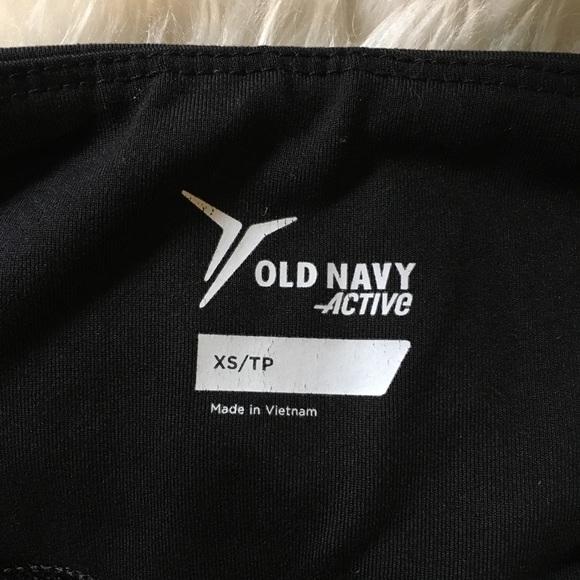 OLD NAVY
ACTIVE
XS/TP
Made in Vietnam